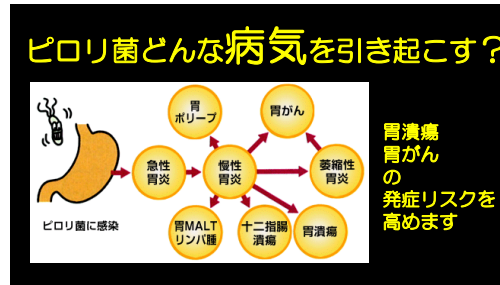 ピロリ菌どんな病気を引き起こす？
胃
ポリープ
胃がん
急性
胃炎
慢性
胃炎
萎縮性
胃炎
ピロリ菌に感染
胃MALT
リンパ腫
十二指腸
潰瘍
胃潰瘍
胃潰瘍
胃がん
の
発症リスクを
高めます